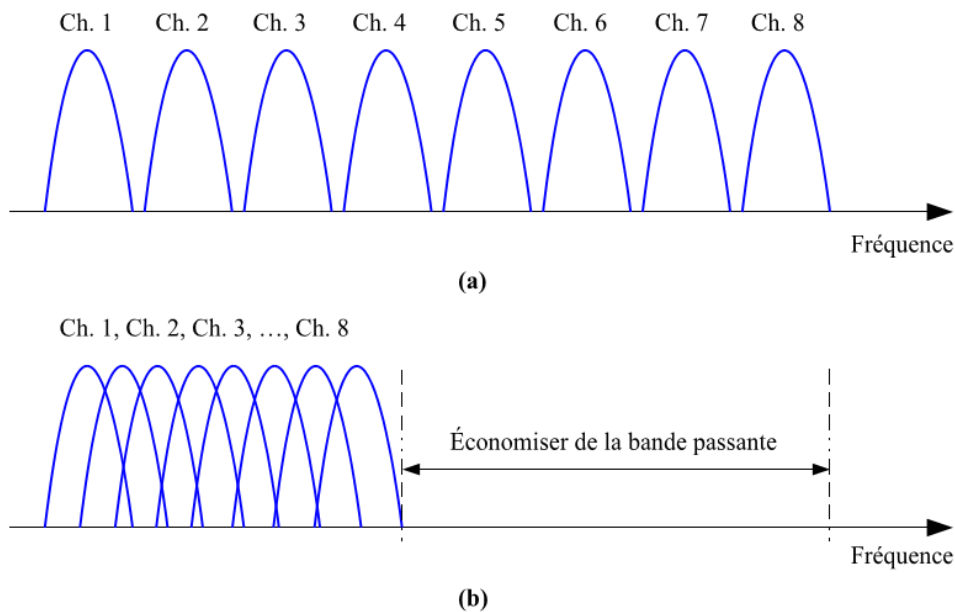 Ch. 1 Ch. 2 Ch. 3 Ch. 4 Ch. 5 Ch. 6 Ch. 7 Ch. 8
Fréquence
(a)
Ch. 1, Ch. 2, Ch. 3, …, Ch. 8
Économiser de la bande passante
Fréquence
(b)